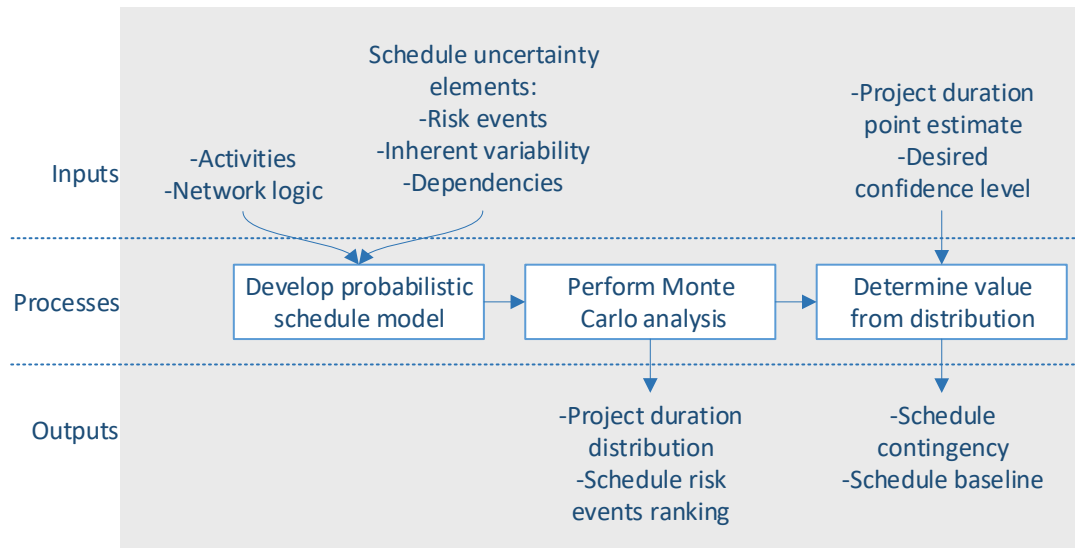 Schedule uncertainty
elements:
-Risk events
-Inherent variability
-Dependencies
-Activities
-Network logic
-Project duration
point estimate
-Desired
confidence level
Inputs
Processes
Develop probabilistic
schedule model
Perform Monte
Carlo analysis
Determine value
from distribution
Outputs
-Project duration
distribution
-Schedule risk
events ranking
-Schedule
contingency
-Schedule baseline